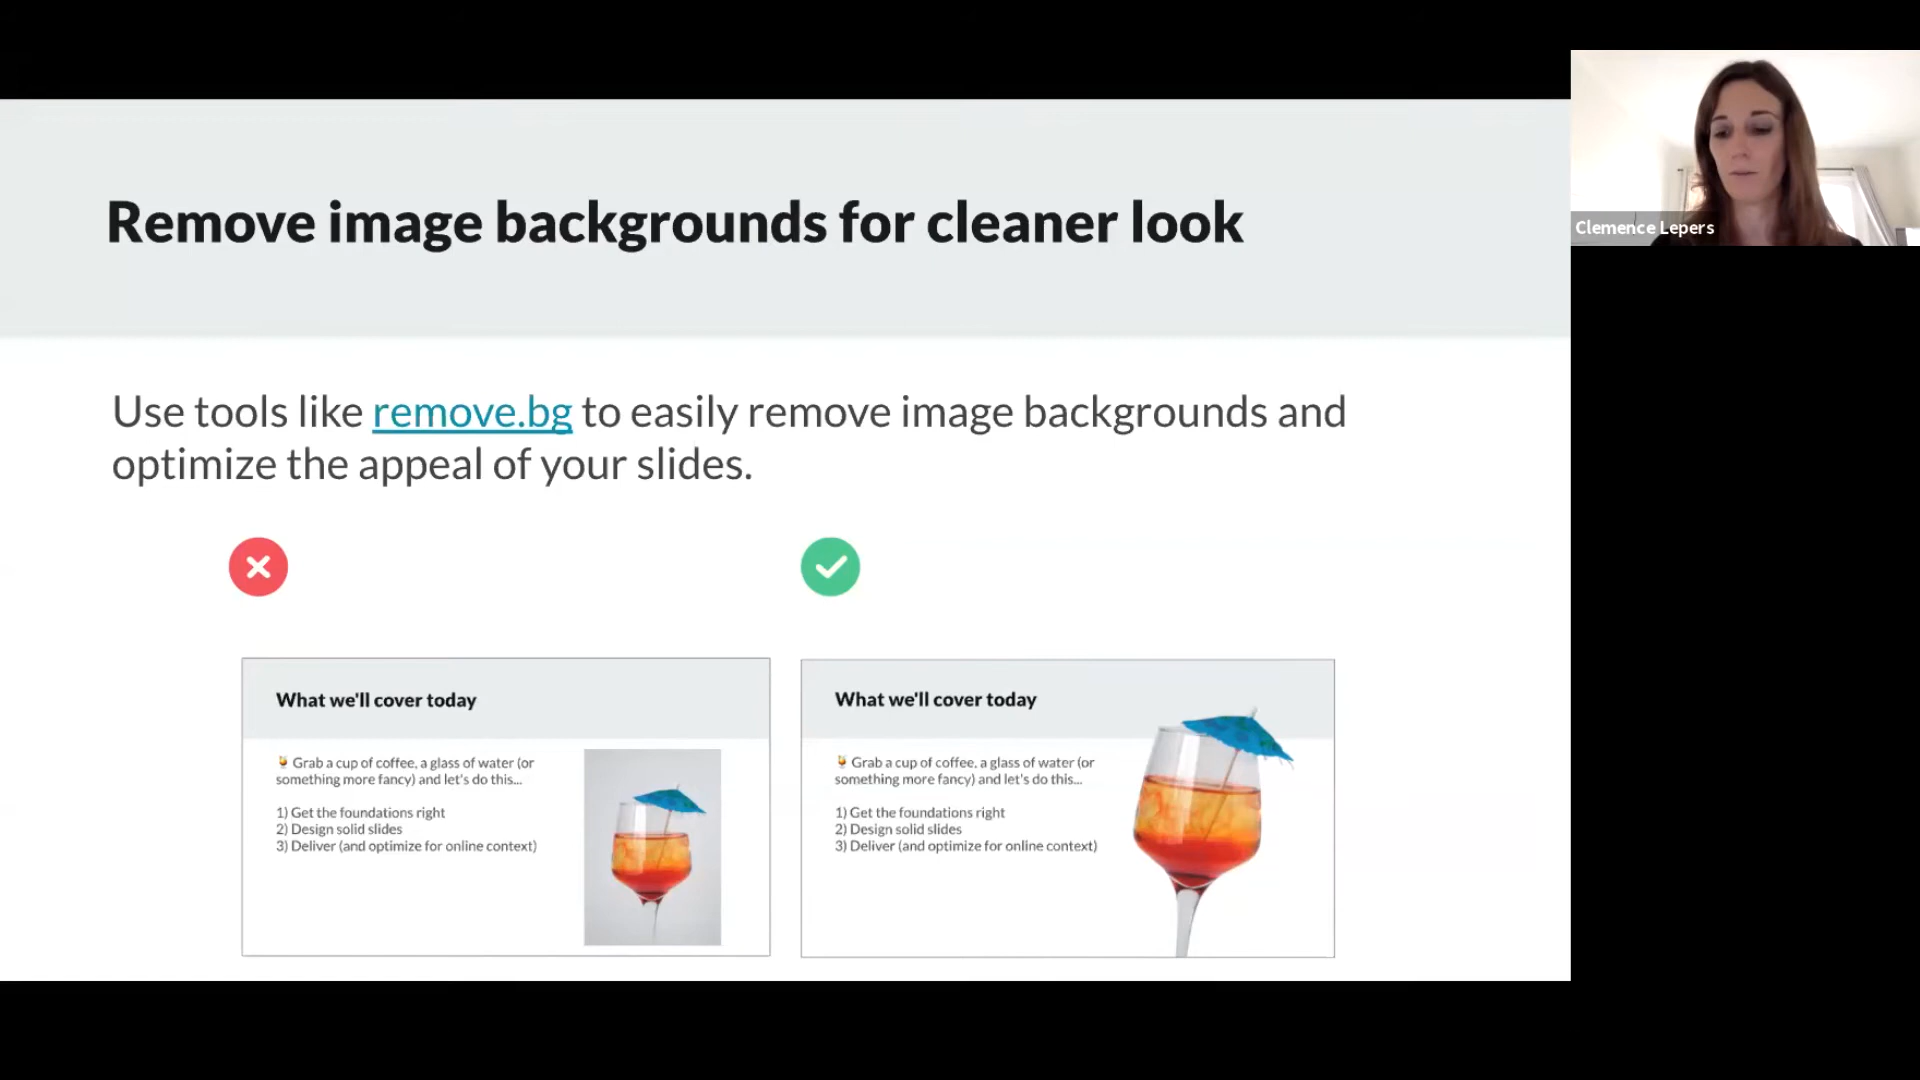 Remove image backgrounds for cleaner look
Clemence Lepers
Use tools like remove.bg to easily remove image backgrounds and
optimize the appeal of your slides.
What we'll cover today
🍹 Grab a cup of coffee, a glass of water (or
something more fancy) and let's do this...
1) Get the foundations right
2) Design solid slides
3) Deliver (and optimize for online context)
What we'll cover today
🍹 Grab a cup of coffee, a glass of water (or
something more fancy) and let's do this...
1) Get the foundations right
2) Design solid slides
3) Deliver (and optimize for online context)